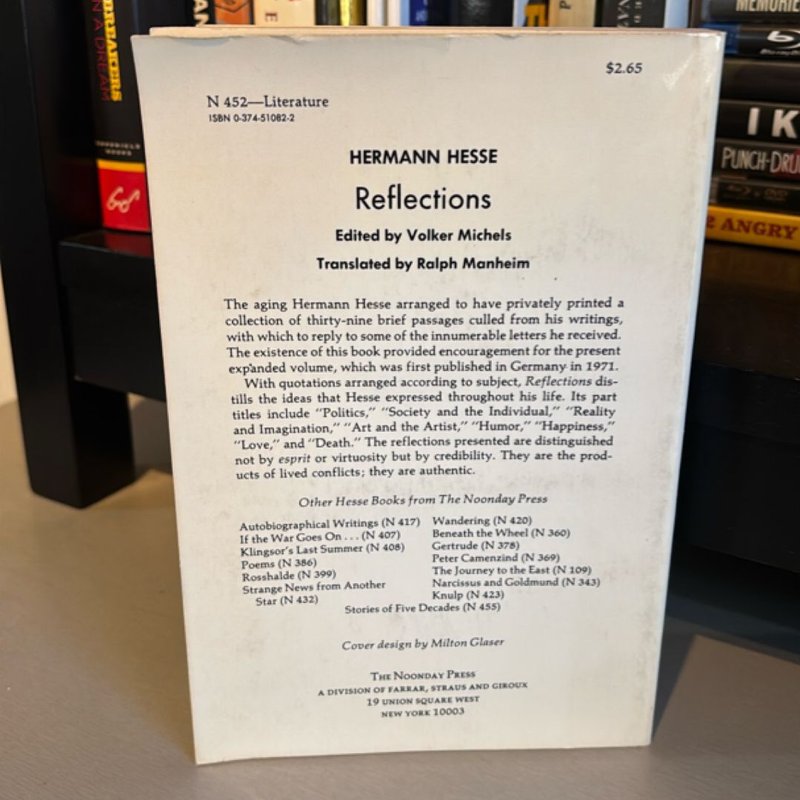 IN A DREAM
MEMORIE
Blu-ray
I K
PUNCH-DRU
ANGRY
$2.65
N 452—Literature
ISBN 0-374-51082-2
HERMANN HESSE
Reflections
Edited by Volker Michels
Translated by Ralph Manheim
The aging Hermann Hesse arranged to have privately printed a
collection of thirty-nine brief passages culled from his writings,
with which to reply to some of the innumerable letters he received.
The existence of this book provided encouragement for the present
expanded volume, which was first published in Germany in 1971.
With quotations arranged according to subject, Reflections dis-
tills the ideas that Hesse expressed throughout his life. Its part
titles include "Politics," "Society and the Individual," "Reality
and Imagination," "Art and the Artist," "Humor," "Happiness,"
"Love," and "Death." The reflections presented are distinguished
not by esprit or virtuosity but by credibility. They are the prod-
ucts of lived conflicts; they are authentic.
Other Hesse Books from The Noonday Press
Autobiographical Writings (N 417)
If the War Goes On . . . (N 407)
Klingsor's Last Summer (N 408)
Poems (N 386)
Rosshalde (N 399)
Strange News from Another
Star (N 432)
Wandering (N 420)
Beneath the Wheel (N 360)
Gertrude (N 378)
Peter Camenzind (N 369)
The Journey to the East (N 109)
Narcissus and Goldmund (N 343)
Knulp (N 423)
Stories of Five Decades (N 455)
Cover design by Milton Glaser
THE NOONDAY PRESS
A DIVISION OF FARRAR, STRAUS AND GIROUX
19 UNION SQUARE WEST
NEW YORK 10003